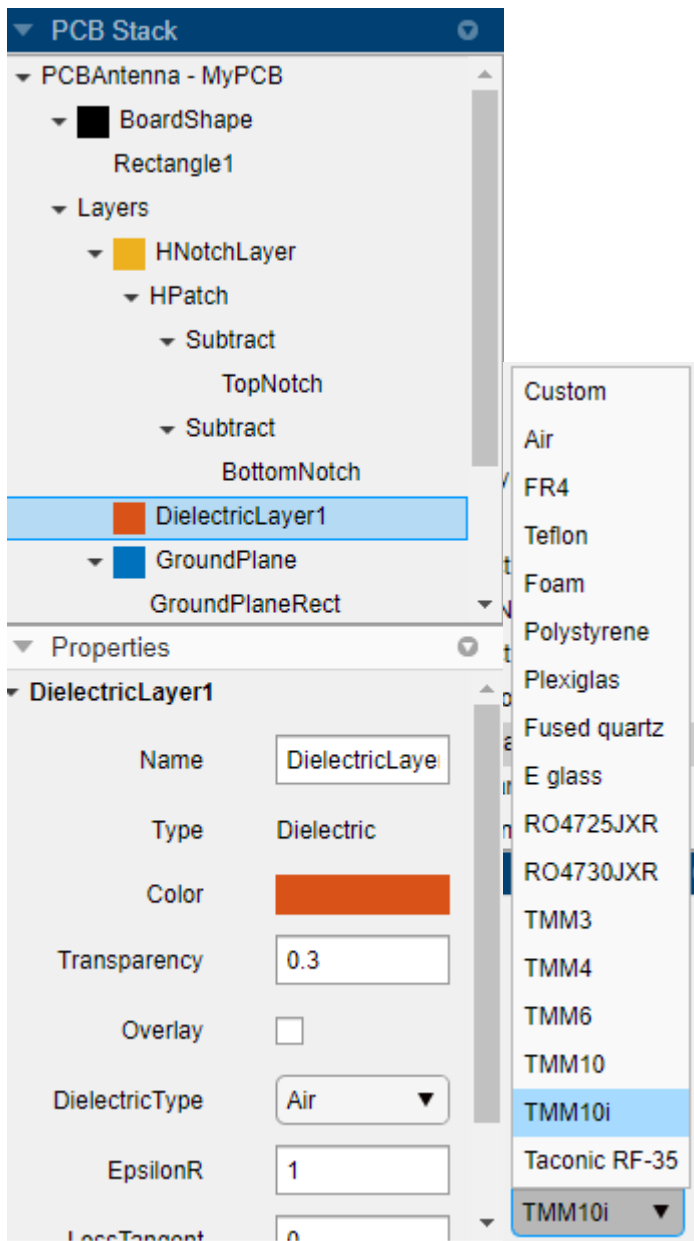 PCB Stack
PCBAntenna - MyPCB
BoardShape
Rectangle1
Layers
HNotchLayer
HPatch
Subtract
TopNotch
Subtract
BottomNotch
DielectricLayer1
GroundPlane
GroundPlaneRect
Properties
DielectricLayer1
Name
DielectricLaye
Type
Dielectric
Color
Transparency
0.3
Overlay
DielectricType
Air
EpsilonR
1
LossTangent
0
Custom
Air
FR4
Teflon
Foam
Polystyrene
Plexiglas
Fused quartz
E glass
RO4725JXR
RO4730JXR
TMM3
TMM4
TMM6
TMM10
TMM10i
Taconic RF-35
TMM10i